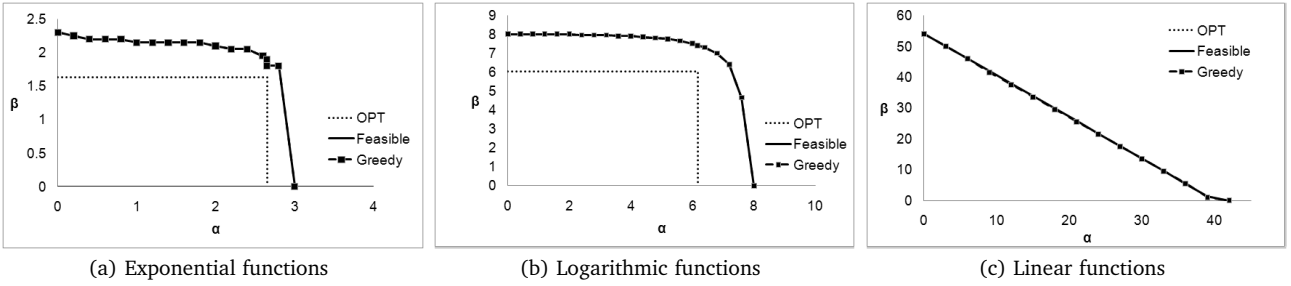 2.5
2
1.5
1
0.5
0
β
0 1 2 3 4
α
OPT
Feasible
Greedy
(a) Exponential functions
9
8
7
6
5
4
3
2
1
0
β
0 2 4 6 8 10
α
OPT
Feasible
Greedy
(b) Logarithmic functions
60
50
40
30
20
10
0
β
0 10 20 30 40
α
OPT
Feasible
Greedy
(c) Linear functions